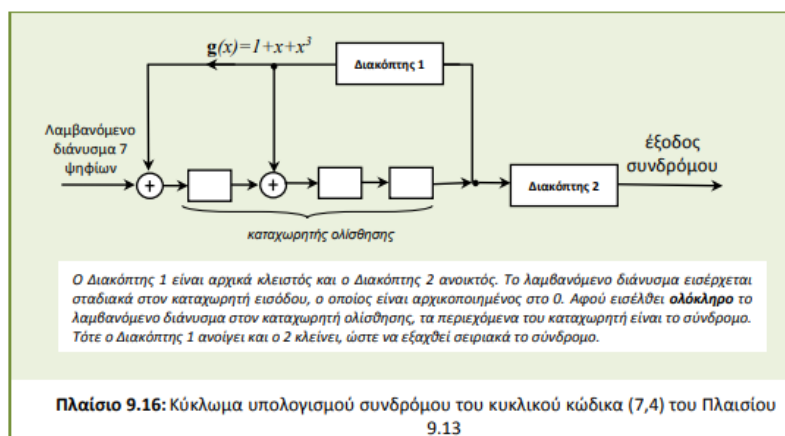 g(x)=1+x+x³
Διακόπτης 1
Λαμβανόμενο
διάνυσμα 7
ψηφίων
έξοδος
συνδρόμου
+
+
Διακόπτης 2
καταχωρητής ολίσθησης
Ο Διακόπτης 1 είναι αρχικά κλειστός και ο Διακόπτης 2 ανοικτός. Το λαμβανόμενο διάνυσμα εισέρχεται
σταδιακά στον καταχωρητή εισόδου, ο οποίος είναι αρχικοποιημένος στο 0. Αφού εισέλθει ολόκληρο το
λαμβανόμενο διάνυσμα στον καταχωρητή ολίσθησης, τα περιεχόμενα του καταχωρητή είναι το σύνδρομο.
Τότε ο Διακόπτης 1 ανοίγει και ο 2 κλείνει, ώστε να εξαχθεί σειριακά το σύνδρομο.
Πλαίσιο 9.16: Κύκλωμα υπολογισμού συνδρόμου του κυκλικού κώδικα (7,4) του Πλαισίου
9.13